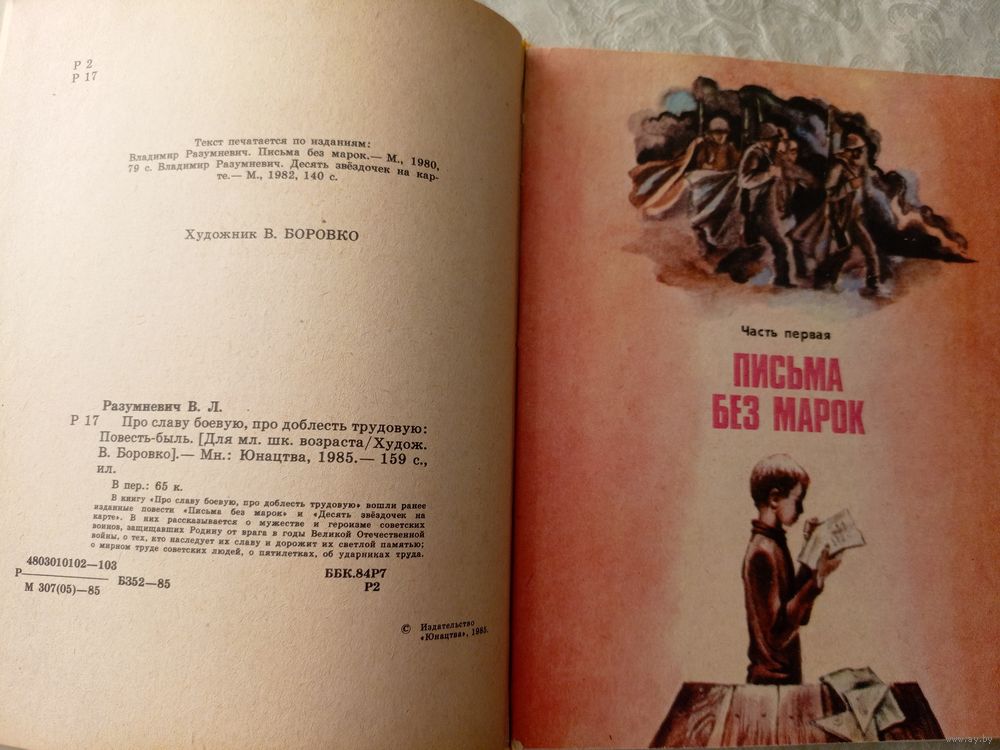 Р 2
Р 17
Текст печатается по изданиям:
Владимир Разумневич. Письма без марок.— М., 1980,
79 с. Владимир Разумневич. Десять звёздочек на кар-
те.— М., 1982, 140 с.
Художник В. БОРОВКО
Разумневич В. Л.
Р 17 Про славу боевую, про доблесть трудовую:
Повесть-быль. [Для мл. шк. возраста/Худож.
В. Боровко].— Мн.: Юнацтва, 1985.— 159 с.,
ил.
В пер.: 65 к.
В книгу «Про славу боевую, про доблесть трудовую» вошли ранее
изданные повести «Письма без марок» и «Десять звёздочек на
карте». В них рассказывается о мужестве и героизме советских
воинов, защищавших Родину от врага в годы Великой Отечественной
войны, о тех, кто наследует их славу и дорожит их светлой памятью;
о мирном труде советских людей, о пятилетках, об ударниках труда.
4803010102—103
Р Б352—85
М 307(05)—85
ББК.84Р7
Р2
© Издательство
«Юнацтва», 1985.
Часть первая
ПИСЬМА
БЕЗ МАРОК
www.ay.by